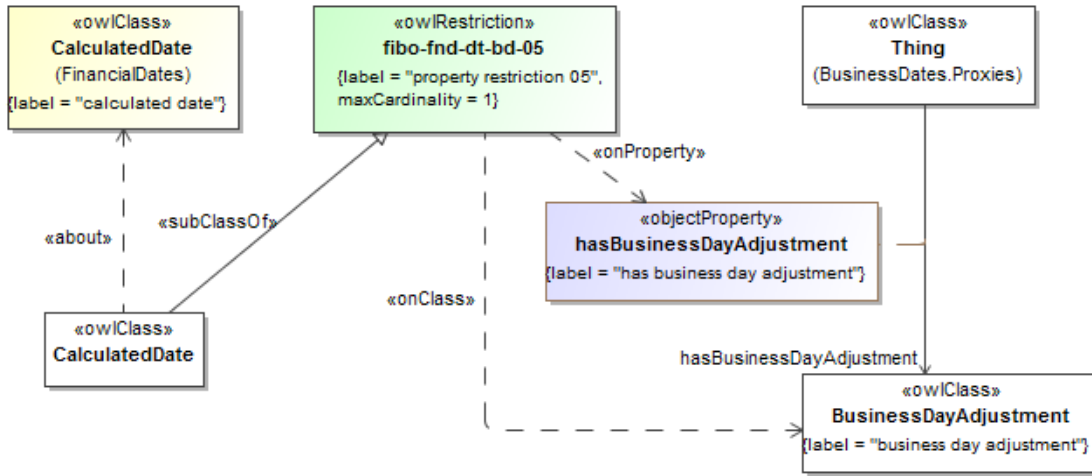 «owlClass»
CalculatedDate
(FinancialDates)
{label = "calculated date"}
«owlRestriction»
fibo-fnd-dt-bd-05
{label = "property restriction 05",
maxCardinality = 1}
«owlClass»
Thing
(BusinessDates.Proxies)
«onProperty»
«subClassOf»
«about»
«objectProperty»
hasBusinessDayAdjustment
{label = "has business day adjustment"}
«onClass»
«owlClass»
CalculatedDate
hasBusinessDayAdjustment
«owlClass»
BusinessDayAdjustment
{label = "business day adjustment"}